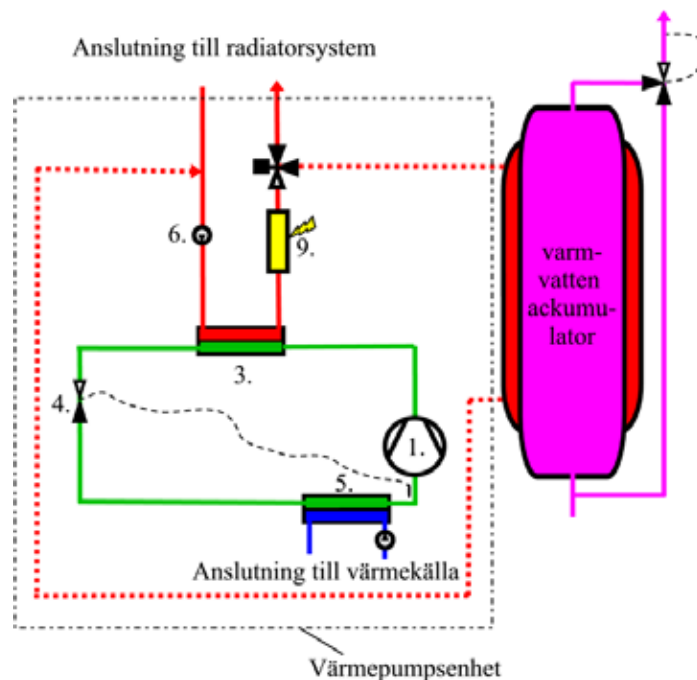 Anslutning till radiatorsystem
6.
9.
varm-
vatten
ackumu-
lator
3.
4.
1.
5.
Anslutning till värmekälla
Värmepumpsenhet